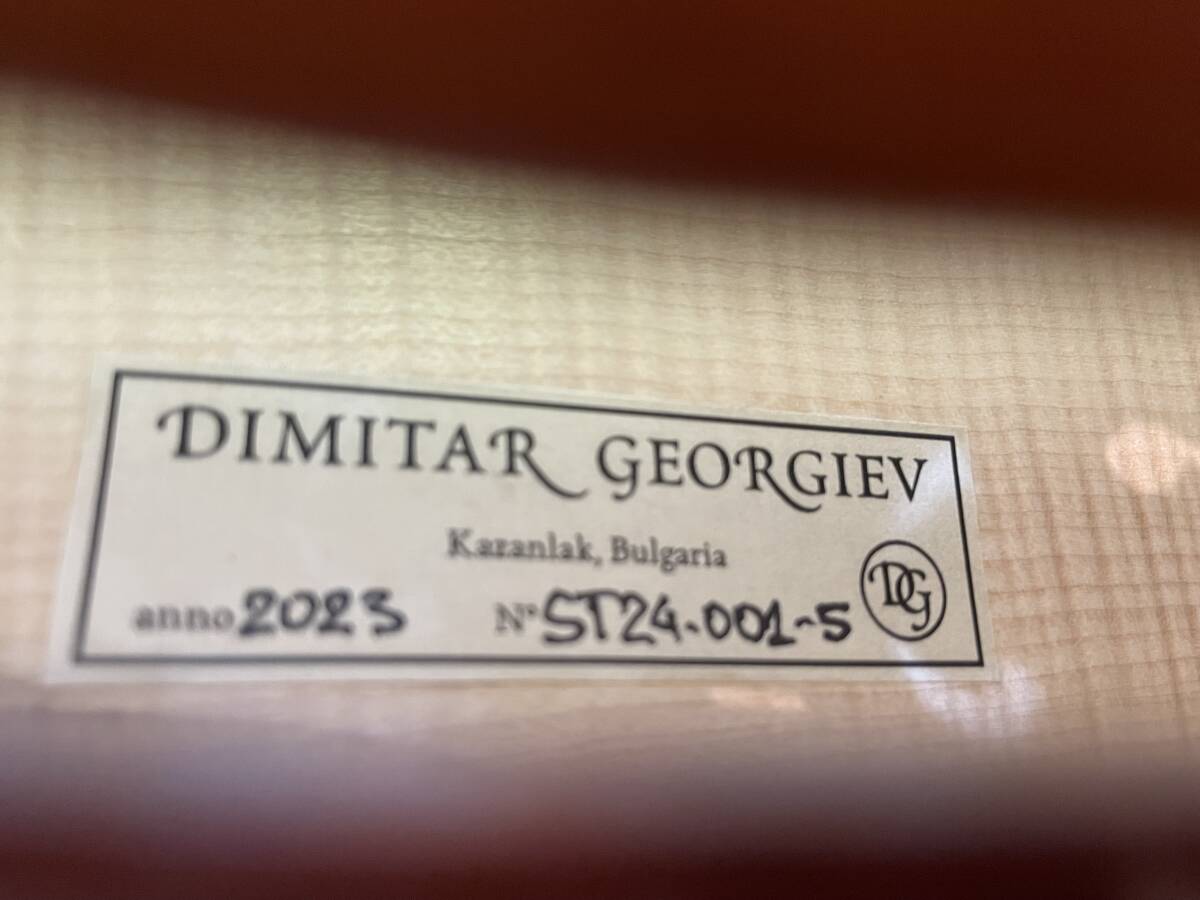 DIMITAR GEORGIEV
Kazanlak, Bulgaria
anno 2023 N° ST24-001-5
DG